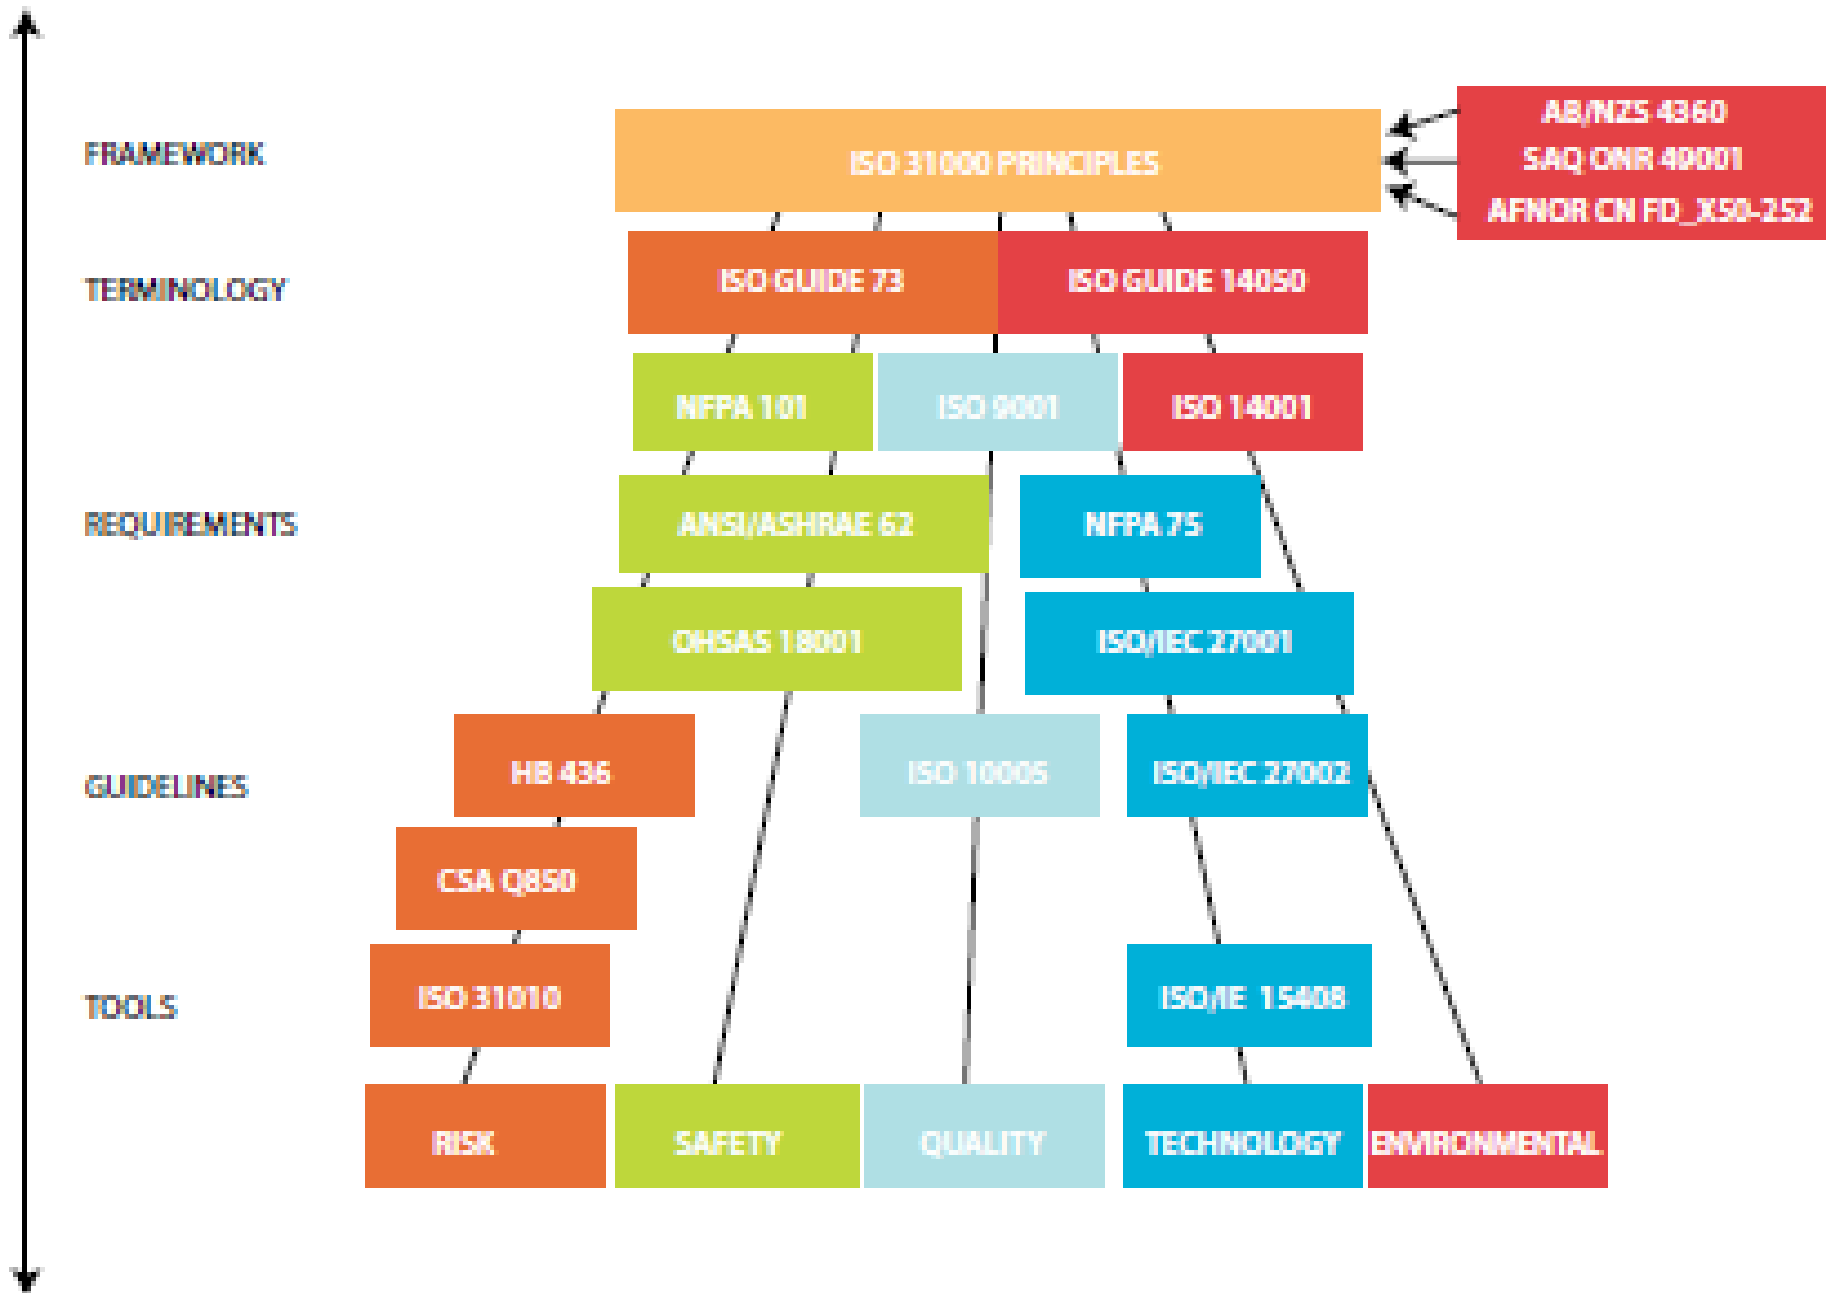 FRAMEWORK
ISO 31000 PRINCIPLES
AB/NZS 4360
SAQ ONR 49001
AFNOR CN FD_X50-252
TERMINOLOGY
ISO GUIDE 73
ISO GUIDE 14050
NFPA 101
ISO 9001
ISO 14001
REQUIREMENTS
ANSI/ASHRAE 62
NFPA 75
OHSAS 18001
ISO/IEC 27001
GUIDELINES
HB 436
ISO 10005
ISO/IEC 27002
CSA Q850
TOOLS
ISO 31010
ISO/IE 15408
RISK
SAFETY
QUALITY
TECHNOLOGY
ENVIRONMENTAL